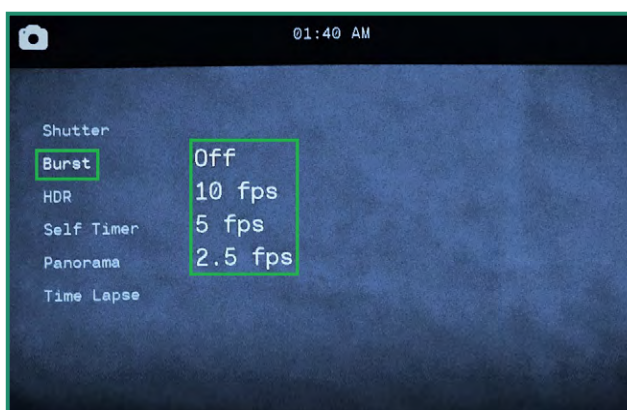 01:40 AM
Shutter
Burst
HDR
Self Timer
Panorama
Time Lapse
Off
10 fps
5 fps
2.5 fps